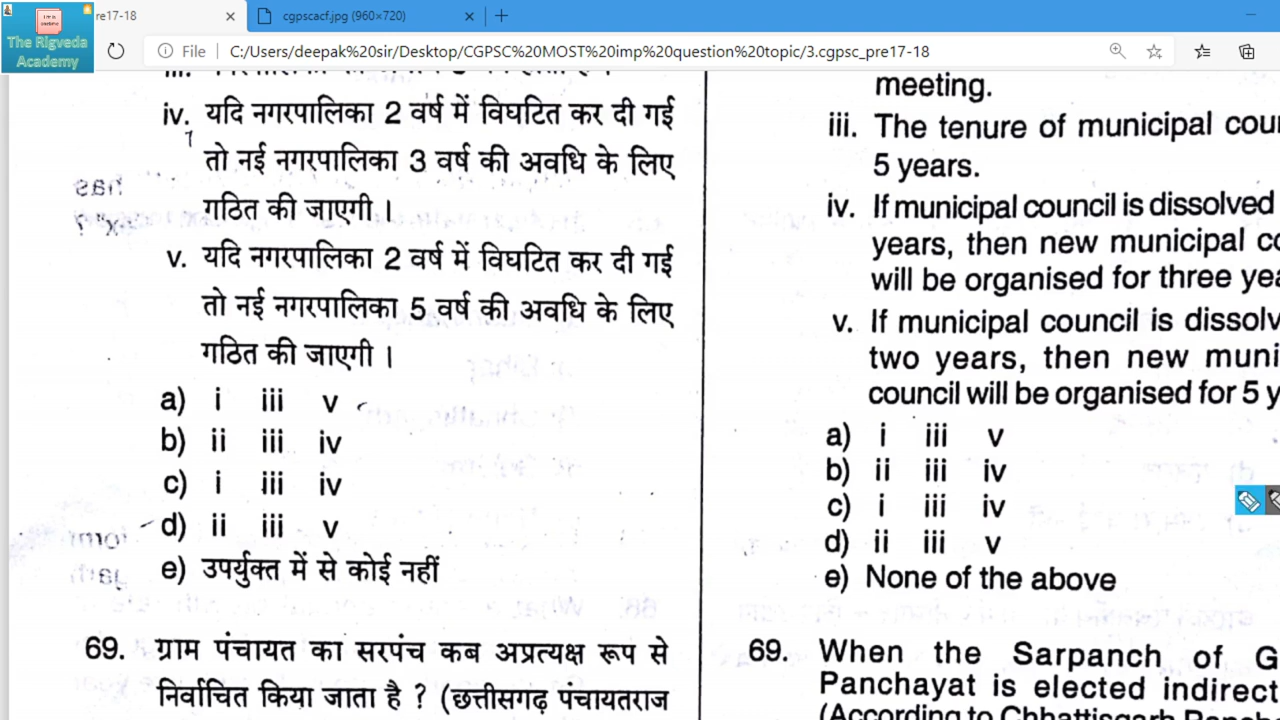 re17-18
cgpscacf.jpg (960×720)
The Rigveda
Academy
File
C:/Users/deepak%20sir/Desktop/CGPSC%20MOST%20imp%20question%20topic/3.cgpsc_pre17-18
iv. यदि नगरपालिका 2 वर्ष में विघटित कर दी गई
तो नई नगरपालिका 3 वर्ष की अवधि के लिए
गठित की जाएगी ।
v. यदि नगरपालिका 2 वर्ष में विघटित कर दी गई
तो नई नगरपालिका 5 वर्ष की अवधि के लिए
गठित की जाएगी ।
a) i iii v
b) ii iii iv
c) i iii iv
d) ii iii v
e) उपर्युक्त में से कोई नहीं
69. ग्राम पंचायत का सरपंच कब अप्रत्यक्ष रूप से
निर्वाचित किया जाता है ? (छत्तीसगढ़ पंचायतराज
meeting.
iii. The tenure of municipal cou
5 years.
iv. If municipal council is dissolved
years, then new municipal co
will be organised for three yea
v. If municipal council is dissolv
two years, then new muni
council will be organised for 5 y
a) i iii v
b) ii iii iv
c) i iii iv
d) ii iii v
e) None of the above
69. When the Sarpanch of G
Panchayat is elected indirect
(According to Chhattisgarh Pancha